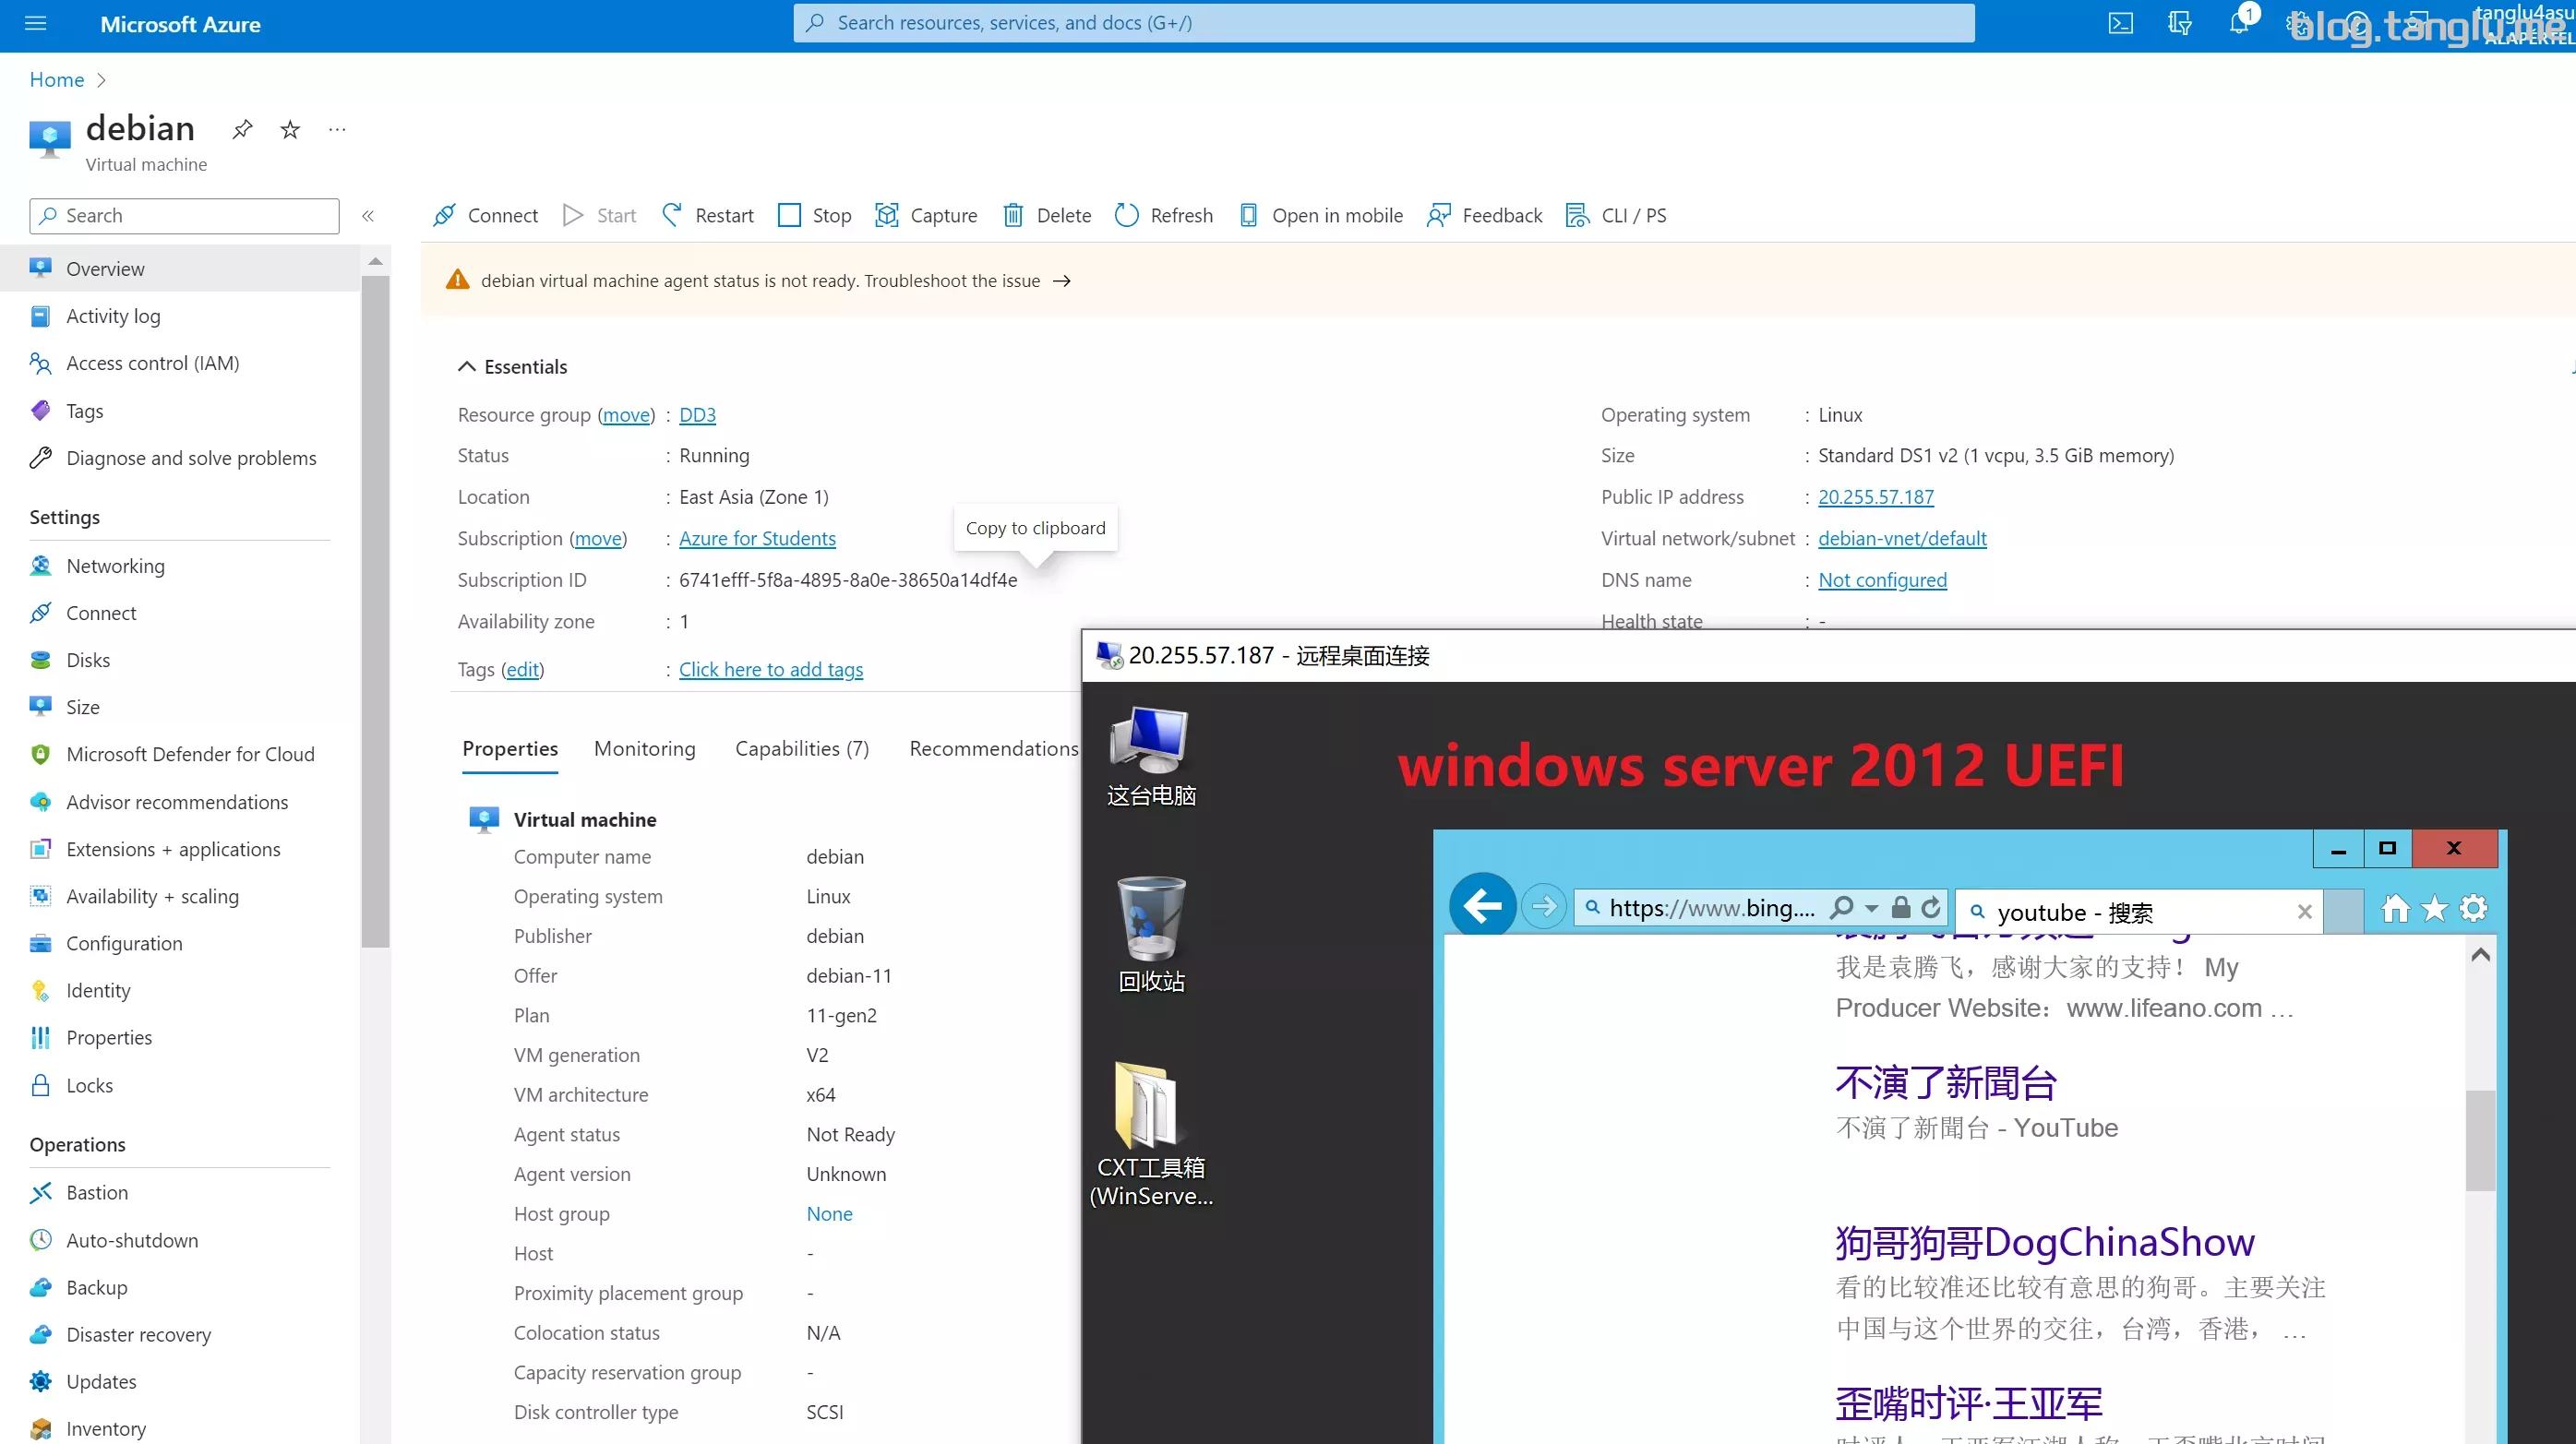 Microsoft Azure
Search resources, services, and docs (G+/)
1
tanglu4asu
blog.tanglu.me
Home
debian
Virtual machine
Search
Connect
Start
Restart
Stop
Capture
Delete
Refresh
Open in mobile
Feedback
CLI / PS
debian virtual machine agent status is not ready. Troubleshoot the issue →
Overview
Activity log
Access control (IAM)
Tags
Diagnose and solve problems
Settings
Networking
Connect
Disks
Size
Microsoft Defender for Cloud
Advisor recommendations
Extensions + applications
Availability + scaling
Configuration
Identity
Properties
Locks
Operations
Bastion
Auto-shutdown
Backup
Disaster recovery
Updates
Inventory
Essentials
Resource group (move) : DD3
Status : Running
Location : East Asia (Zone 1)
Subscription (move) : Azure for Students
Subscription ID : 6741efff-5f8a-4895-8a0e-38650a14df4e
Availability zone : 1
Tags (edit) : Click here to add tags
Copy to clipboard
Operating system : Linux
Size : Standard DS1 v2 (1 vcpu, 3.5 GiB memory)
Public IP address : 20.255.57.187
Virtual network/subnet : debian-vnet/default
DNS name : Not configured
Health state : -
Properties
Monitoring
Capabilities (7)
Recommendations
Virtual machine
Computer name debian
Operating system Linux
Publisher debian
Offer debian-11
Plan 11-gen2
VM generation V2
VM architecture x64
Agent status Not Ready
Agent version Unknown
Host group None
Host -
Proximity placement group -
Colocation status N/A
Capacity reservation group -
Disk controller type SCSI
20.255.57.187 - 远程桌面连接
这台电脑
回收站
CXT工具箱
(WinServe...
windows server 2012 UEFI
https://www.bing....
youtube - 搜索
我是袁腾飞，感谢大家的支持！ My
Producer Website：www.lifeano.com ...
不演了新聞台
不演了新聞台 - YouTube
狗哥狗哥DogChinaShow
看的比较准还比较有意思的狗哥。主要关注
中国与这个世界的交往，台湾，香港， ...
歪嘴时评·王亚军